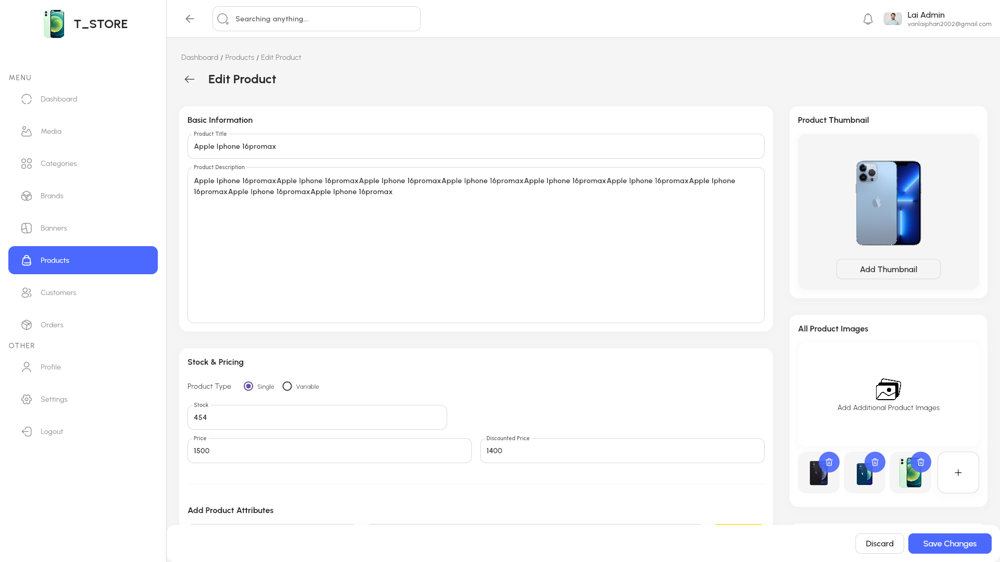 T_STORE
Searching anything...
Lai Admin
vanlaiphan2002@gmail.com
MENU
Dashboard
Media
Categories
Brands
Banners
Products
Customers
Orders
OTHER
Profile
Settings
Logout
Dashboard / Products / Edit Product
Edit Product
Basic Information
Product Title
Apple Iphone 16promax
Product Description
Apple Iphone 16promaxApple Iphone 16promaxApple Iphone 16promaxApple Iphone 16promaxApple Iphone 16promaxApple Iphone 16promaxApple Iphone
16promaxApple Iphone 16promaxApple Iphone 16promax
Stock & Pricing
Product Type
Single
Variable
Stock
454
Price
1500
Discounted Price
1400
Add Product Attributes
Product Thumbnail
Add Thumbnail
All Product Images
Add Additional Product Images
Discard
Save Changes